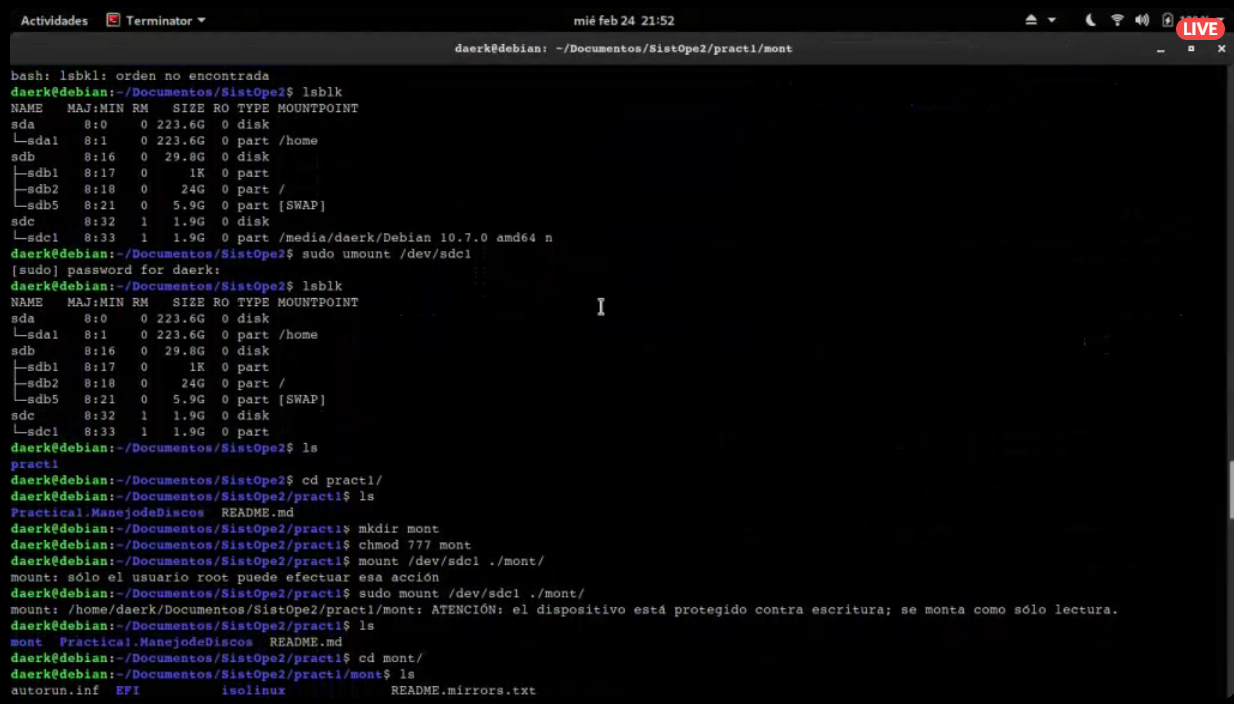 Actividades Terminator mié feb 24 21:52
LIVE
daerk@debian: ~/Documentos/SistOpe2/pract1/mont
bash: lsbkl: orden no encontrada
daerk@debian:~/Documentos/SistOpe2$ lsblk
NAME MAJ:MIN RM SIZE RO TYPE MOUNTPOINT
sda 8:0 0 223.6G 0 disk
└─sda1 8:1 0 223.6G 0 part /home
sdb 8:16 0 29.8G 0 disk
├─sdb1 8:17 0 1K 0 part
├─sdb2 8:18 0 24G 0 part /
└─sdb5 8:21 0 5.9G 0 part [SWAP]
sdc 8:32 1 1.9G 0 disk
└─sdc1 8:33 1 1.9G 0 part /media/daerk/Debian 10.7.0 amd64 n
daerk@debian:~/Documentos/SistOpe2$ sudo umount /dev/sdc1
[sudo] password for daerk:
daerk@debian:~/Documentos/SistOpe2$ lsblk
NAME MAJ:MIN RM SIZE RO TYPE MOUNTPOINT
sda 8:0 0 223.6G 0 disk
└─sda1 8:1 0 223.6G 0 part /home
sdb 8:16 0 29.8G 0 disk
├─sdb1 8:17 0 1K 0 part
├─sdb2 8:18 0 24G 0 part /
└─sdb5 8:21 0 5.9G 0 part [SWAP]
sdc 8:32 1 1.9G 0 disk
└─sdc1 8:33 1 1.9G 0 part
daerk@debian:~/Documentos/SistOpe2$ ls
pract1
daerk@debian:~/Documentos/SistOpe2$ cd pract1/
daerk@debian:~/Documentos/SistOpe2/pract1$ ls
Practica1.ManejodeDiscos README.md
daerk@debian:~/Documentos/SistOpe2/pract1$ mkdir mont
daerk@debian:~/Documentos/SistOpe2/pract1$ chmod 777 mont
daerk@debian:~/Documentos/SistOpe2/pract1$ mount /dev/sdc1 ./mont/
mount: sólo el usuario root puede efectuar esa acción
daerk@debian:~/Documentos/SistOpe2/pract1$ sudo mount /dev/sdc1 ./mont/
mount: /home/daerk/Documentos/SistOpe2/pract1/mont: ATENCIÓN: el dispositivo está protegido contra escritura; se monta como sólo lectura.
daerk@debian:~/Documentos/SistOpe2/pract1$ ls
mont Practica1.ManejodeDiscos README.md
daerk@debian:~/Documentos/SistOpe2/pract1$ cd mont/
daerk@debian:~/Documentos/SistOpe2/pract1/mont$ ls
autorun.inf EFI isolinux README.mirrors.txt